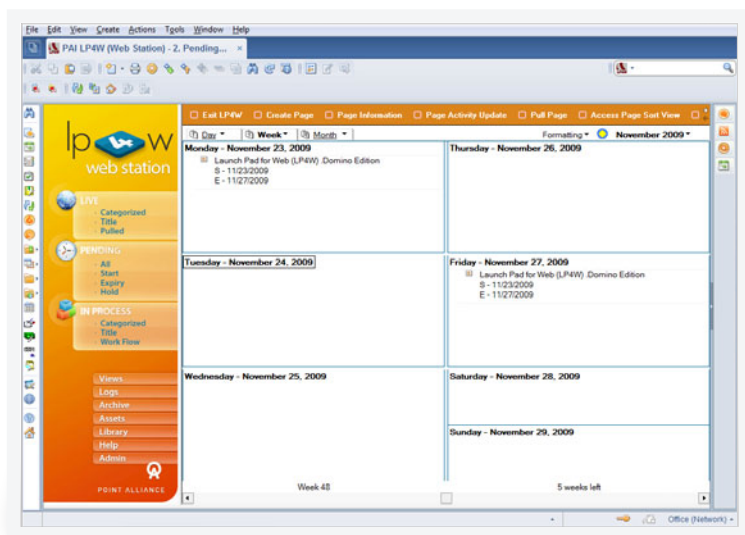 File Edit View Create Actions Tools Window Help
PAI LP4W (Web Station) - 2. Pending... ×
Exit LP4W Create Page Page Information Page Activity Update Pull Page Access Page Sort View
Day Week Month Formatting November 2009
lp w
web station
LIVE
Categorized
Title
Pulled
PENDING
All
Start
Expiry
Hold
IN PROCESS
Categorized
Title
Work Flow
Views
Logs
Archive
Assets
Library
Help
Admin
POINT ALLIANCE
Monday - November 23, 2009
Launch Pad for Web (LP4W) .Domino Edition
S - 11/23/2009
E - 11/27/2009
Tuesday - November 24, 2009
Wednesday - November 25, 2009
Thursday - November 26, 2009
Friday - November 27, 2009
Launch Pad for Web (LP4W) .Domino Edition
S - 11/23/2009
E - 11/27/2009
Saturday - November 28, 2009
Sunday - November 29, 2009
Week 48
5 weeks left
Office (Network)